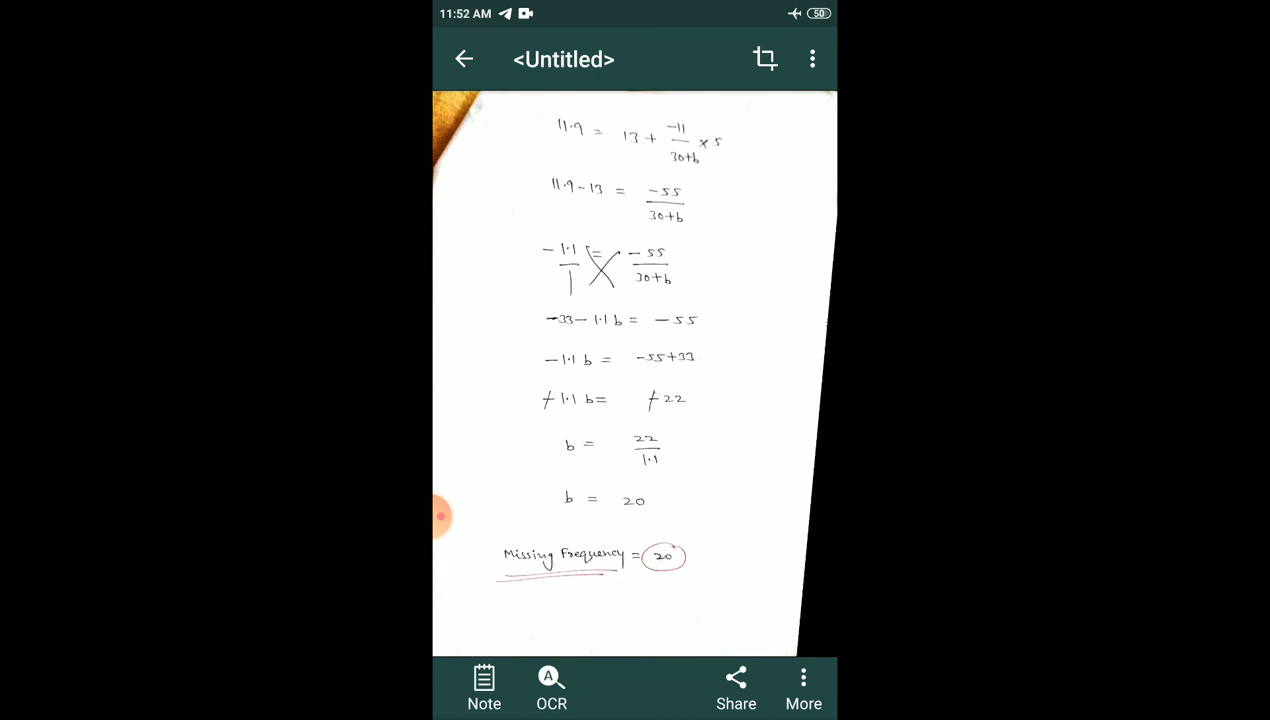 11:52 AM 50
<Untitled>
11.9 = 13 + -11/30+b × 5
11.9 - 13 = -55/30+b
-1.1/1 = -55/30+b
-33 - 1.1b = -55
-1.1 b = -55+33
-1.1 b = -22
b = 22/1.1
b = 20
Missing Frequency = 20
Note OCR Share More